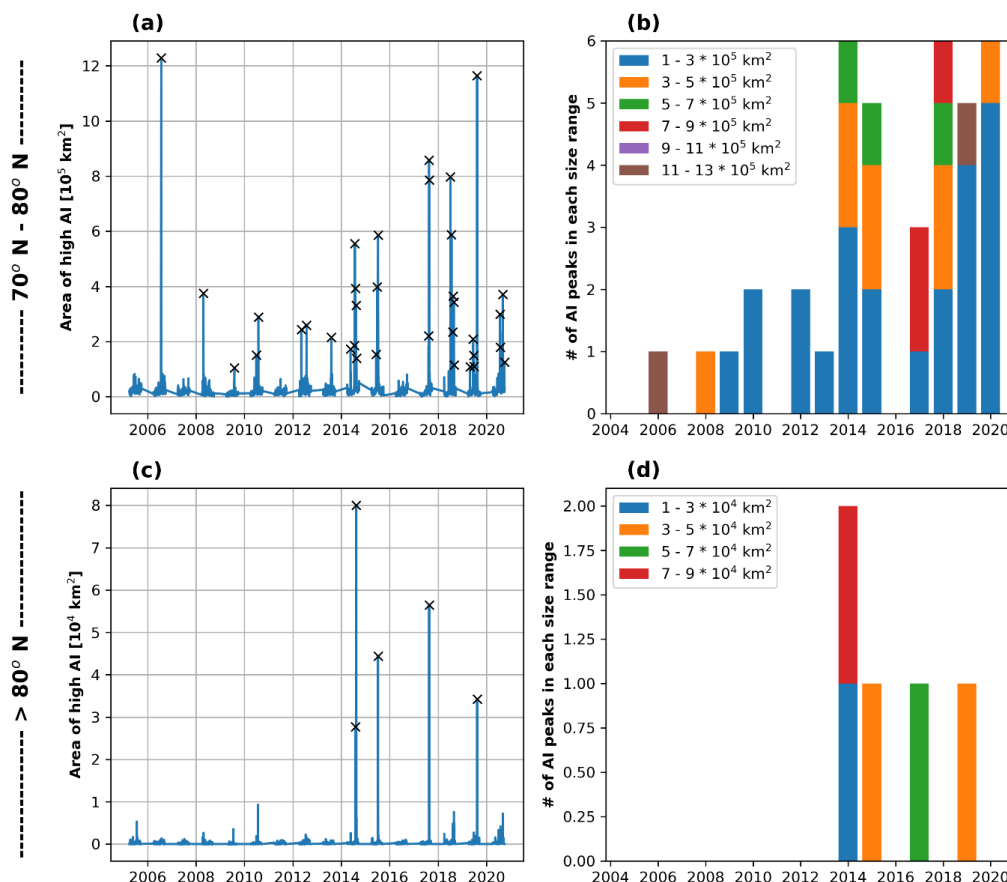 (a)
(b)
-------- 70° N - 80° N --------
Area of high AI [10⁵ km²]
12
10
8
6
4
2
0
2006 2008 2010 2012 2014 2016 2018 2020
# of AI peaks in each size range
6
5
4
3
2
1
0
1 - 3 * 10⁵ km²
3 - 5 * 10⁵ km²
5 - 7 * 10⁵ km²
7 - 9 * 10⁵ km²
9 - 11 * 10⁵ km²
11 - 13 * 10⁵ km²
2004 2006 2008 2010 2012 2014 2016 2018 2020
(c)
(d)
------------ > 80° N ------------
Area of high AI [10⁴ km²]
8
7
6
5
4
3
2
1
0
2006 2008 2010 2012 2014 2016 2018 2020
# of AI peaks in each size range
2.00
1.75
1.50
1.25
1.00
0.75
0.50
0.25
0.00
1 - 3 * 10⁴ km²
3 - 5 * 10⁴ km²
5 - 7 * 10⁴ km²
7 - 9 * 10⁴ km²
2004 2006 2008 2010 2012 2014 2016 2018 2020